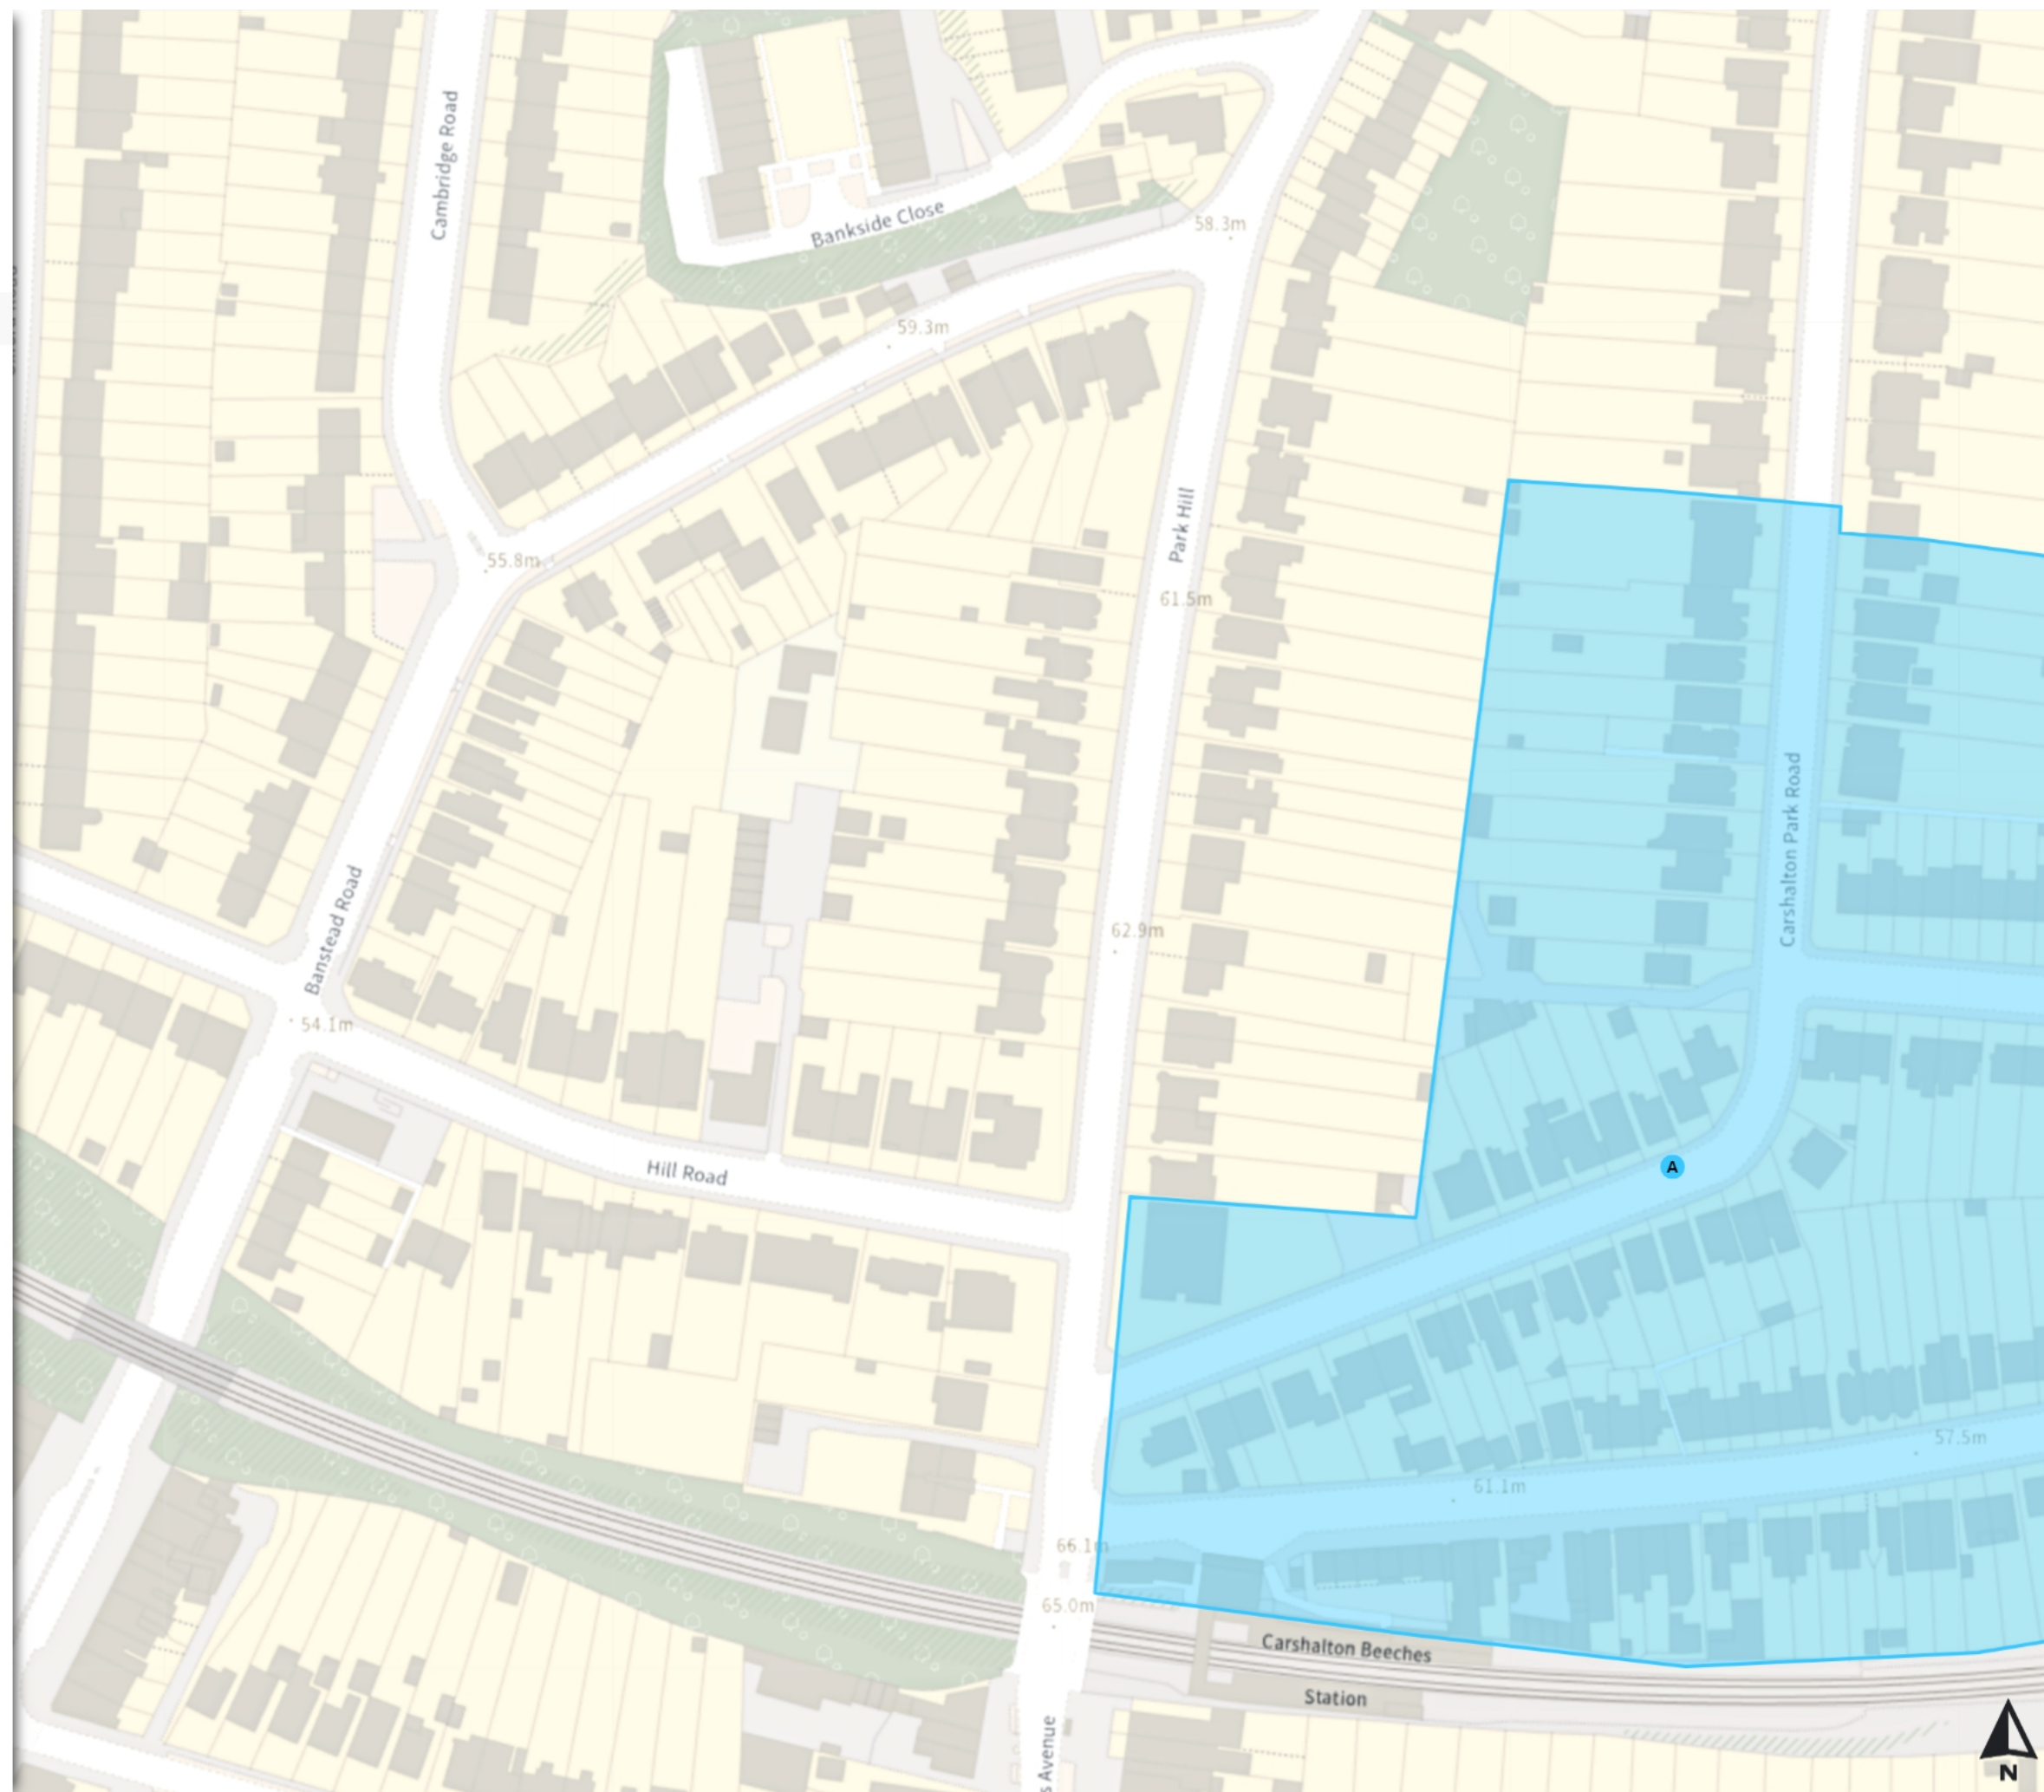 Cambridge Road
Bankside Close
58.3m
59.3m
Park Hill
55.8m
61.5m
Carshalton Park Road
Banstead Road
62.9m
54.1m
Hill Road
A
57.5m
61.1m
66.1m
65.0m
Carshalton Beeches
Station
s Avenue
N